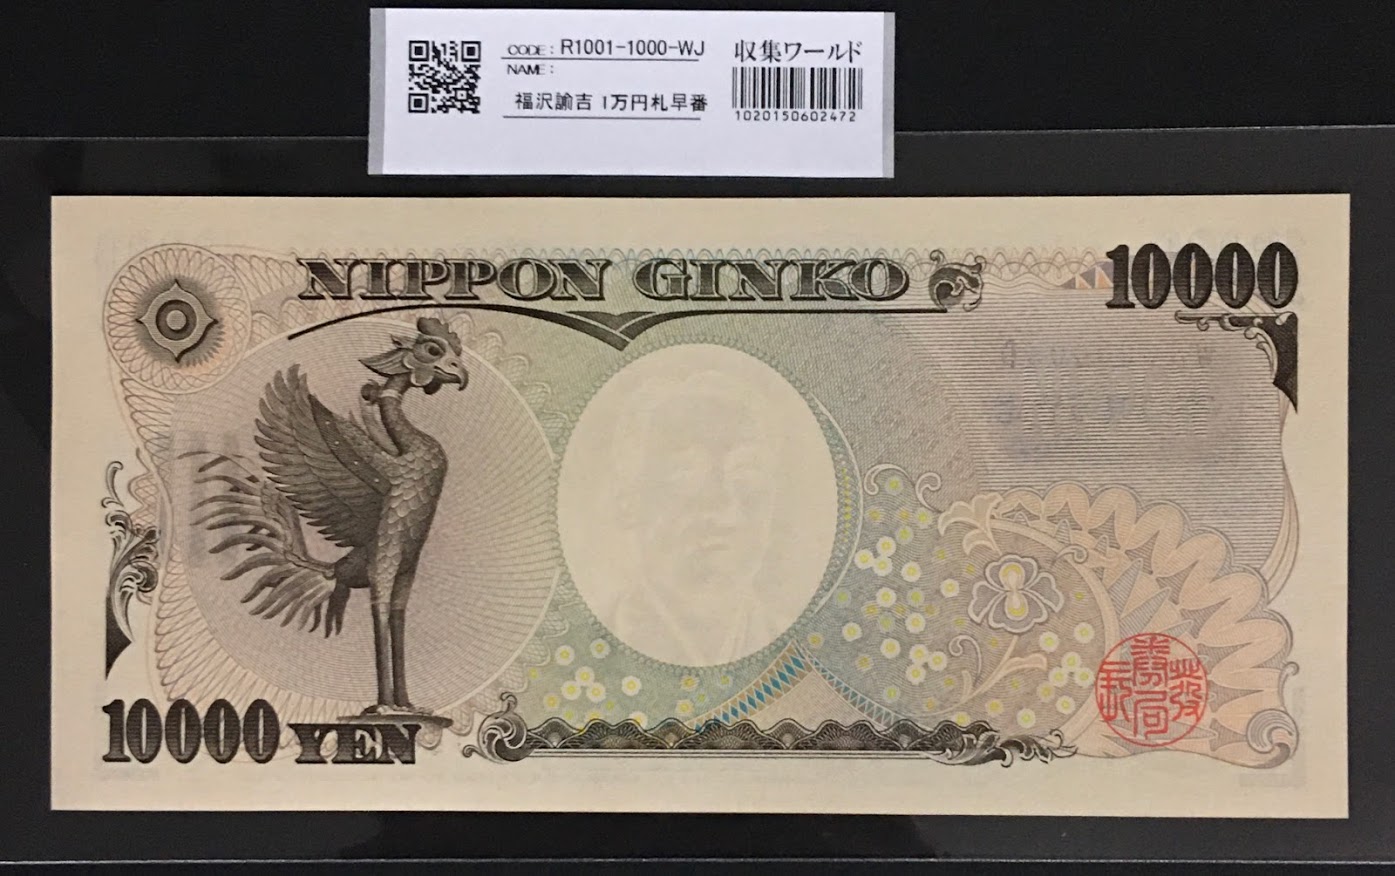 CODE : R1001-1000-WJ
NAME :
福沢諭吉 1万円札早番
収集ワールド
1020150602472
NIPPON GINKO
10000
10000 YEN